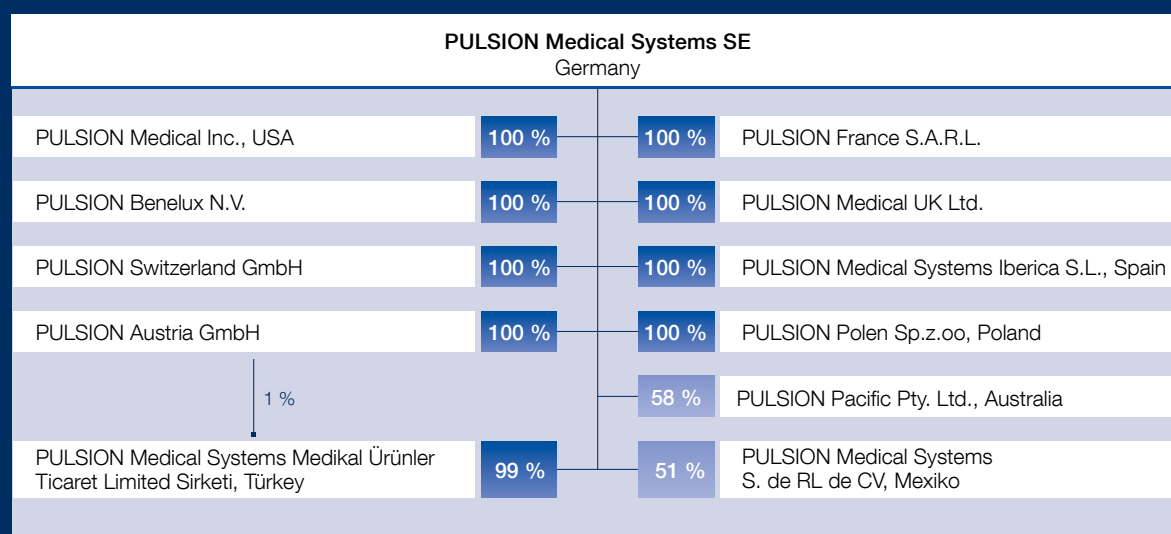 PULSION Medical Systems SE
Germany
PULSION Medical Inc., USA
100 %
100 %
PULSION France S.A.R.L.
PULSION Benelux N.V.
100 %
100 %
PULSION Medical UK Ltd.
PULSION Switzerland GmbH
100 %
100 %
PULSION Medical Systems Iberica S.L., Spain
PULSION Austria GmbH
100 %
100 %
PULSION Polen Sp.z.oo, Poland
1 %
58 %
PULSION Pacific Pty. Ltd., Australia
PULSION Medical Systems Medikal Ürünler
Ticaret Limited Sirketi, Türkey
99 %
51 %
PULSION Medical Systems
S. de RL de CV, Mexiko